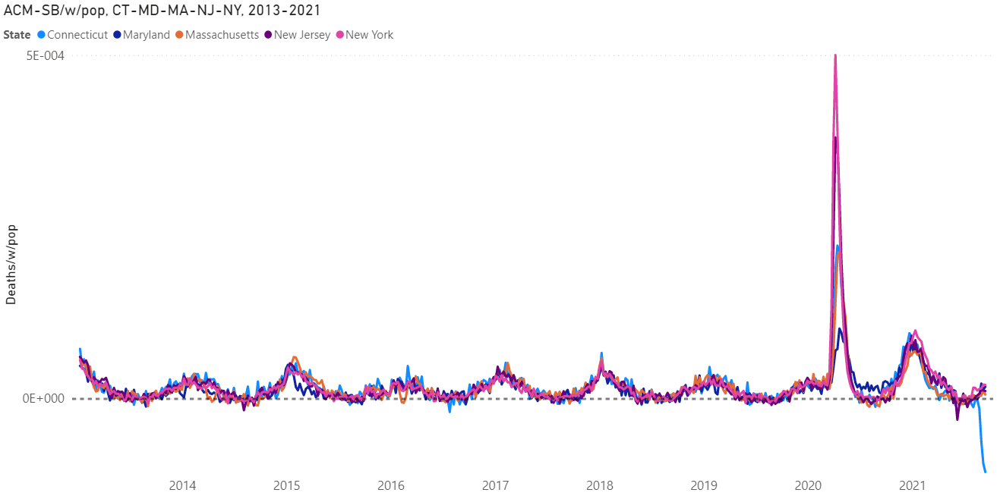 ACM-SB/w/pop, CT-MD-MA-NJ-NY, 2013-2021
State Connecticut Maryland Massachusetts New Jersey New York
5E-004
Deaths/w/pop
0E+000
2014 2015 2016 2017 2018 2019 2020 2021